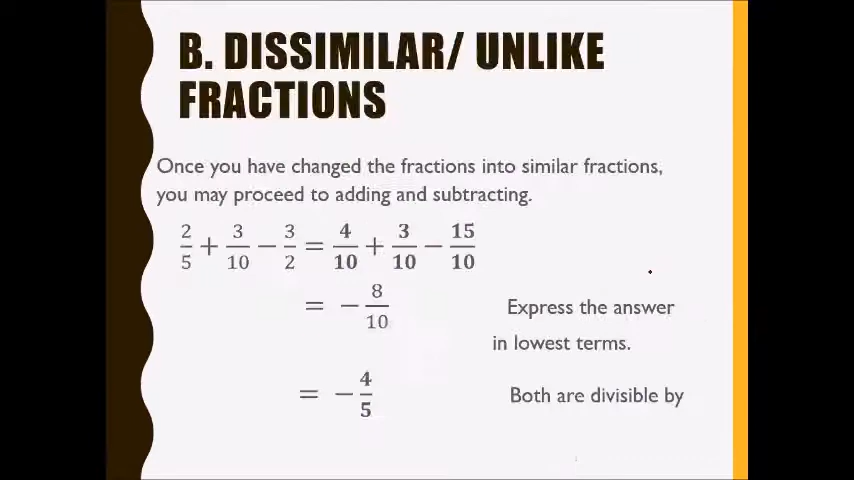 B. DISSIMILAR/ UNLIKE
FRACTIONS
Once you have changed the fractions into similar fractions,
you may proceed to adding and subtracting.
2/5 + 3/10 − 3/2 = 4/10 + 3/10 − 15/10
= − 8/10 Express the answer
in lowest terms.
= − 4/5 Both are divisible by